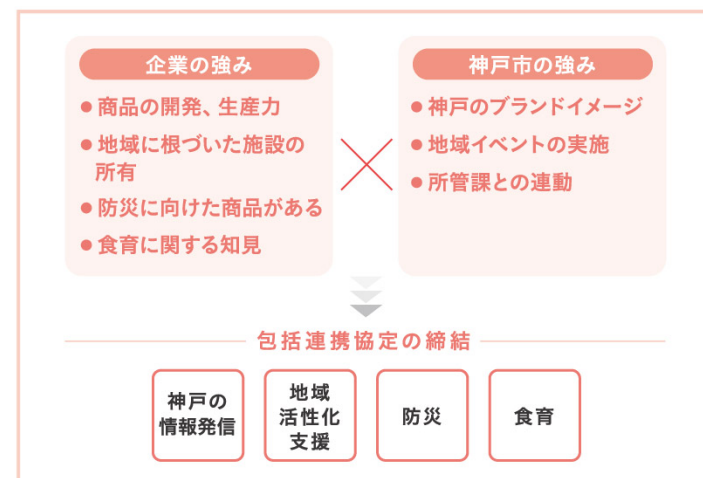 企業の強み
● 商品の開発、生産力
● 地域に根づいた施設の
所有
● 防災に向けた商品がある
● 食育に関する知見
神戸市の強み
● 神戸のブランドイメージ
● 地域イベントの実施
● 所管課との連動
包括連携協定の締結
神戸の
情報発信
地域
活性化
支援
防災
食育